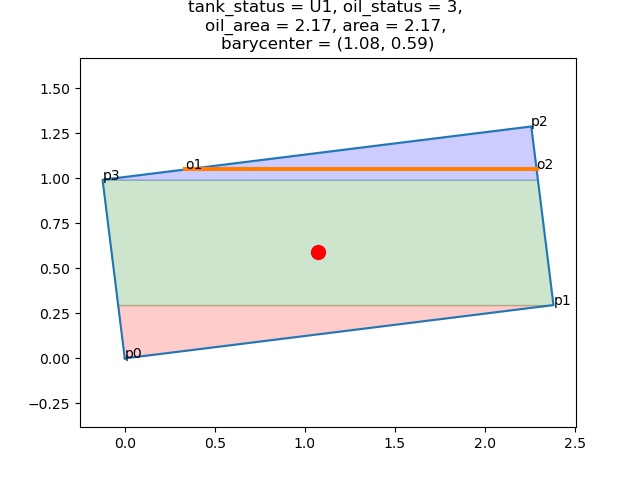 tank_status = U1, oil_status = 3,
oil_area = 2.17, area = 2.17,
barycenter = (1.08, 0.59)
1.50
1.25
1.00
0.75
0.50
0.25
0.00
−0.25
p2
o1
o2
p3
p1
p0
0.0
0.5
1.0
1.5
2.0
2.5